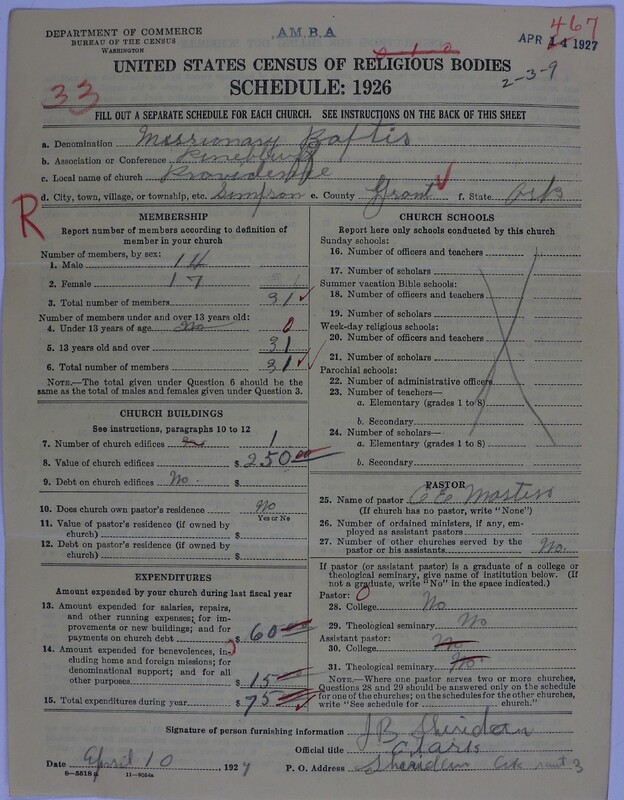 A.M.B.A
467
DEPARTMENT OF COMMERCE
BUREAU OF THE CENSUS
WASHINGTON
APR 14 1927
UNITED STATES CENSUS OF RELIGIOUS BODIES
SCHEDULE: 1926
2-3-9
33
FILL OUT A SEPARATE SCHEDULE FOR EACH CHURCH. SEE INSTRUCTIONS ON THE BACK OF THIS SHEET
a. Denomination Missionary Baptis
b. Association or Conference
c. Local name of church Providence
d. City, town, village, or township, etc. Simpson e. County Grant f. State Ark
R
MEMBERSHIP
Report number of members according to definition of
member in your church
Number of members, by sex:
1. Male 14
2. Female 17
3. Total number of members 31
Number of members under and over 13 years old:
4. Under 13 years of age No 0
5. 13 years old and over 31
6. Total number of members 31
NOTE.—The total given under Question 6 should be the
same as the total of males and females given under Question 3.
CHURCH BUILDINGS
See instructions, paragraphs 10 to 12
7. Number of church edifices 1
8. Value of church edifices $ 250 00
9. Debt on church edifices No. $
10. Does church own pastor's residence No
Yes or No
11. Value of pastor's residence (if owned by
church) $
12. Debt on pastor's residence (if owned by
church) $
EXPENDITURES
Amount expended by your church during last fiscal year
13. Amount expended for salaries, repairs,
and other running expenses; for im-
provements or new buildings; and for
payments on church debt $ 60
14. Amount expended for benevolences, in-
cluding home and foreign missions; for
denominational support; and for all
other purposes $ 15
15. Total expenditures during year $ 75
CHURCH SCHOOLS
Report here only schools conducted by this church
Sunday schools:
16. Number of officers and teachers
17. Number of scholars
Summer vacation Bible schools:
18. Number of officers and teachers
19. Number of scholars
Week-day religious schools:
20. Number of officers and teachers
21. Number of scholars
Parochial schools:
22. Number of administrative officers
23. Number of teachers—
a. Elementary (grades 1 to 8)
b. Secondary
24. Number of scholars—
a. Elementary (grades 1 to 8)
b. Secondary
PASTOR
25. Name of pastor
(If church has no pastor, write "None")
26. Number of ordained ministers, if any, em-
ployed as assistant pastors
27. Number of other churches served by the
pastor or his assistants No.
If pastor (or assistant pastor) is a graduate of a college or
theological seminary, give name of institution below. (If
not a graduate, write "No" in the space indicated.)
Pastor:
28. College No
29. Theological seminary No
Assistant pastor:
30. College No
31. Theological seminary No.
NOTE.—Where one pastor serves two or more churches,
Questions 28 and 29 should be answered only on the schedule
for one of the churches; on the schedules for the other churches,
write "See schedule for church."
Signature of person furnishing information J B Sheridan
Official title Clark
Date April 10, 1927 P. O. Address Sheridan Ark rout 3
8—5518a 11—9254a